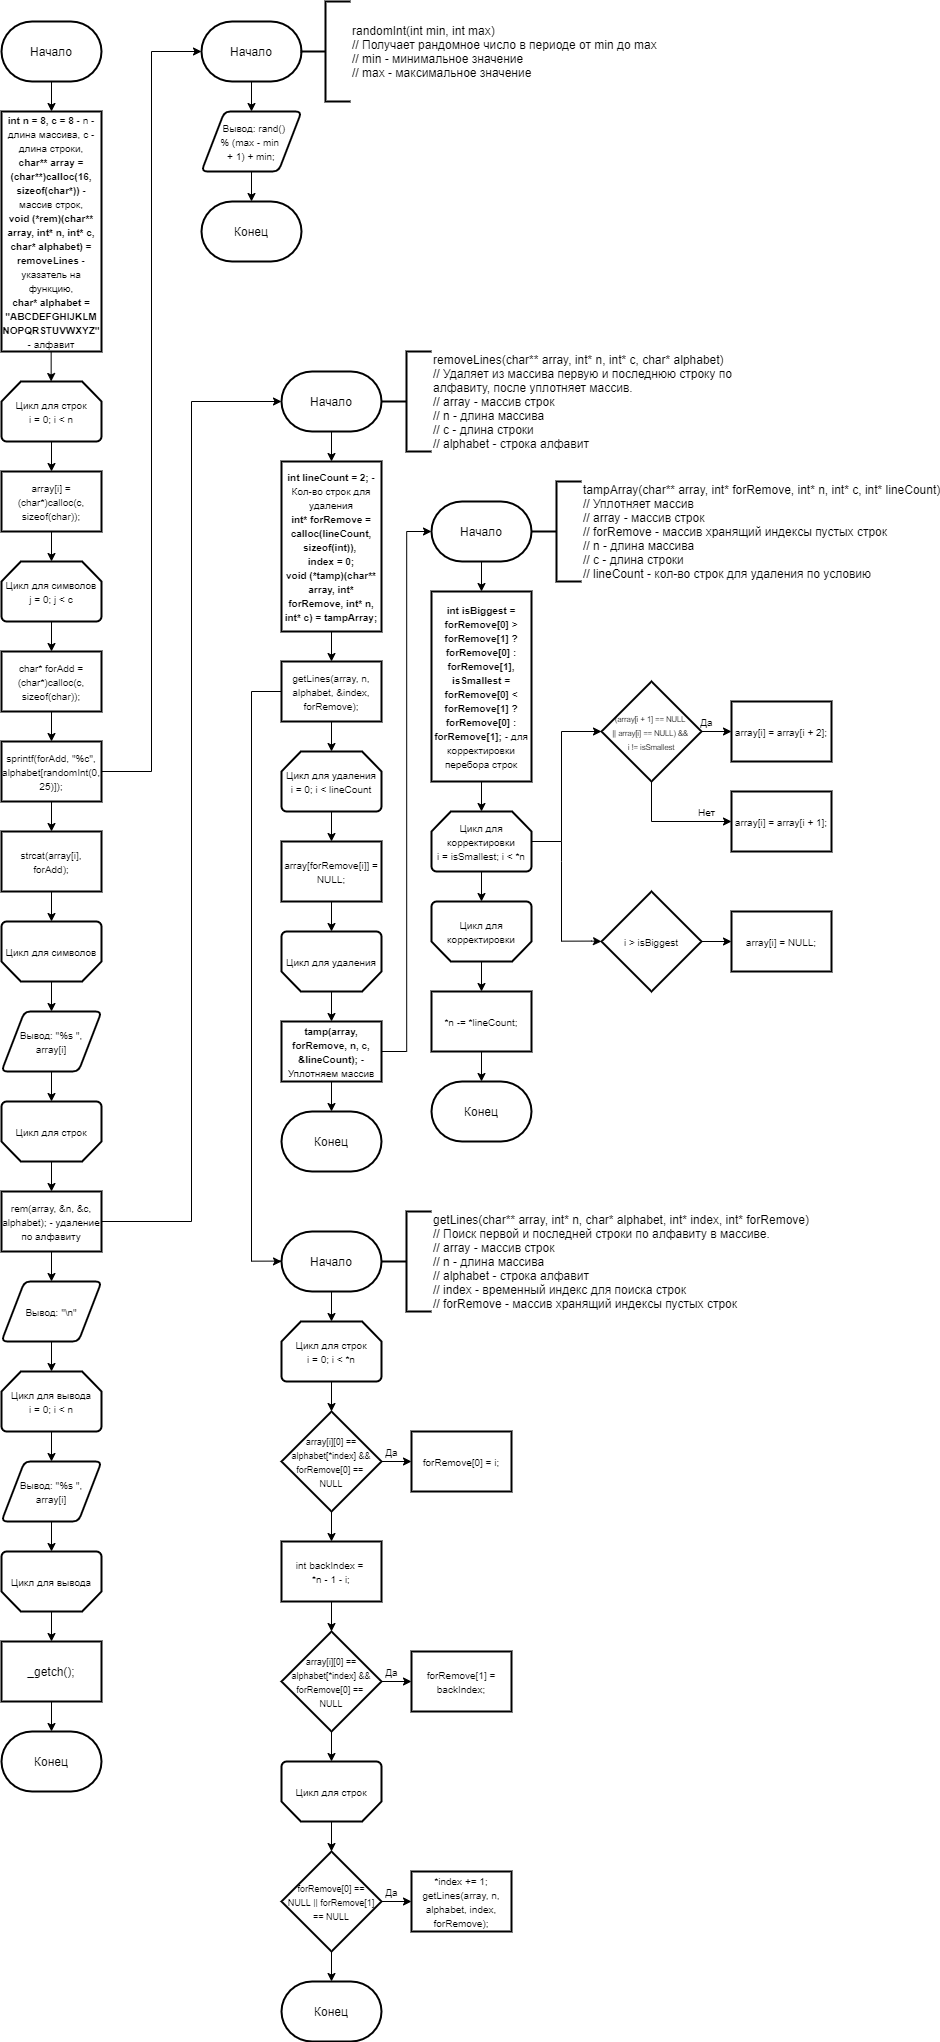 Начало
int n = 8, c = 8 - n -
длина массива, c -
длина строки,
char** array =
(char**)calloc(16,
sizeof(char*)) -
массив строк,
void (*rem)(char**
array, int* n, int* c,
char* alphabet) =
removeLines -
указатель на
функцию,
char* alphabet =
"ABCDEFGHIJKLM
NOPQRSTUVWXYZ"
- алфавит
Цикл для строк
i = 0; i < n
array[i] =
(char*)calloc(c,
sizeof(char));
Цикл для символов
j = 0; j < c
char* forAdd =
(char*)calloc(c,
sizeof(char));
sprintf(forAdd, "%c",
alphabet[randomInt(0,
25)]);
strcat(array[i],
forAdd);
Цикл для символов
Вывод: "%s ",
array[i]
Цикл для строк
rem(array, &n, &c,
alphabet); - удаление
по алфавиту
Вывод: "\n"
Цикл для вывода
i = 0; i < n
Вывод: "%s ",
array[i]
Цикл для вывода
_getch();
Конец
Начало
randomInt(int min, int max)
// Получает рандомное число в периоде от min до max
// min - минимальное значение
// max - максимальное значение
Вывод: rand()
% (max - min
+ 1) + min;
Конец
Начало
removeLines(char** array, int* n, int* c, char* alphabet)
// Удаляет из массива первую и последнюю строку по
алфавиту, после уплотняет массив.
// array - массив строк
// n - длина массива
// c - длина строки
// alphabet - строка алфавит
int lineCount = 2; -
Кол-во строк для
удаления
int* forRemove =
calloc(lineCount,
sizeof(int)),
index = 0;
void (*tamp)(char**
array, int*
forRemove, int* n,
int* c) = tampArray;
getLines(array, n,
alphabet, &index,
forRemove);
Цикл для удаления
i = 0; i < lineCount
array[forRemove[i]] =
NULL;
Цикл для удаления
tamp(array,
forRemove, n, c,
&lineCount); -
Уплотняем массив
Конец
Начало
tampArray(char** array, int* forRemove, int* n, int* c, int* lineCount)
// Уплотняет массив
// array - массив строк
// forRemove - массив хранящий индексы пустых строк
// n - длина массива
// c - длина строки
// lineCount - кол-во строк для удаления по условию
int isBiggest =
forRemove[0] >
forRemove[1] ?
forRemove[0] :
forRemove[1],
isSmallest =
forRemove[0] <
forRemove[1] ?
forRemove[0] :
forRemove[1]; - для
корректировки
перебора строк
Цикл для
корректировки
i = isSmallest; i < *n
Цикл для
корректировки
*n -= *lineCount;
Конец
(array[i + 1] == NULL
|| array[i] == NULL) &&
i != isSmallest
Да
array[i] = array[i + 2];
Нет
array[i] = array[i + 1];
i > isBiggest
array[i] = NULL;
Начало
getLines(char** array, int* n, char* alphabet, int* index, int* forRemove)
// Поиск первой и последней строки по алфавиту в массиве.
// array - массив строк
// n - длина массива
// alphabet - строка алфавит
// index - временный индекс для поиска строк
// forRemove - массив хранящий индексы пустых строк
Цикл для строк
i = 0; i < *n
array[i][0] ==
alphabet[*index] &&
forRemove[0] ==
NULL
Да
forRemove[0] = i;
int backIndex =
*n - 1 - i;
array[i][0] ==
alphabet[*index] &&
forRemove[0] ==
NULL
Да
forRemove[1] =
backIndex;
Цикл для строк
forRemove[0] ==
NULL || forRemove[1]
== NULL
Да
*index += 1;
getLines(array, n,
alphabet, index,
forRemove);
Конец